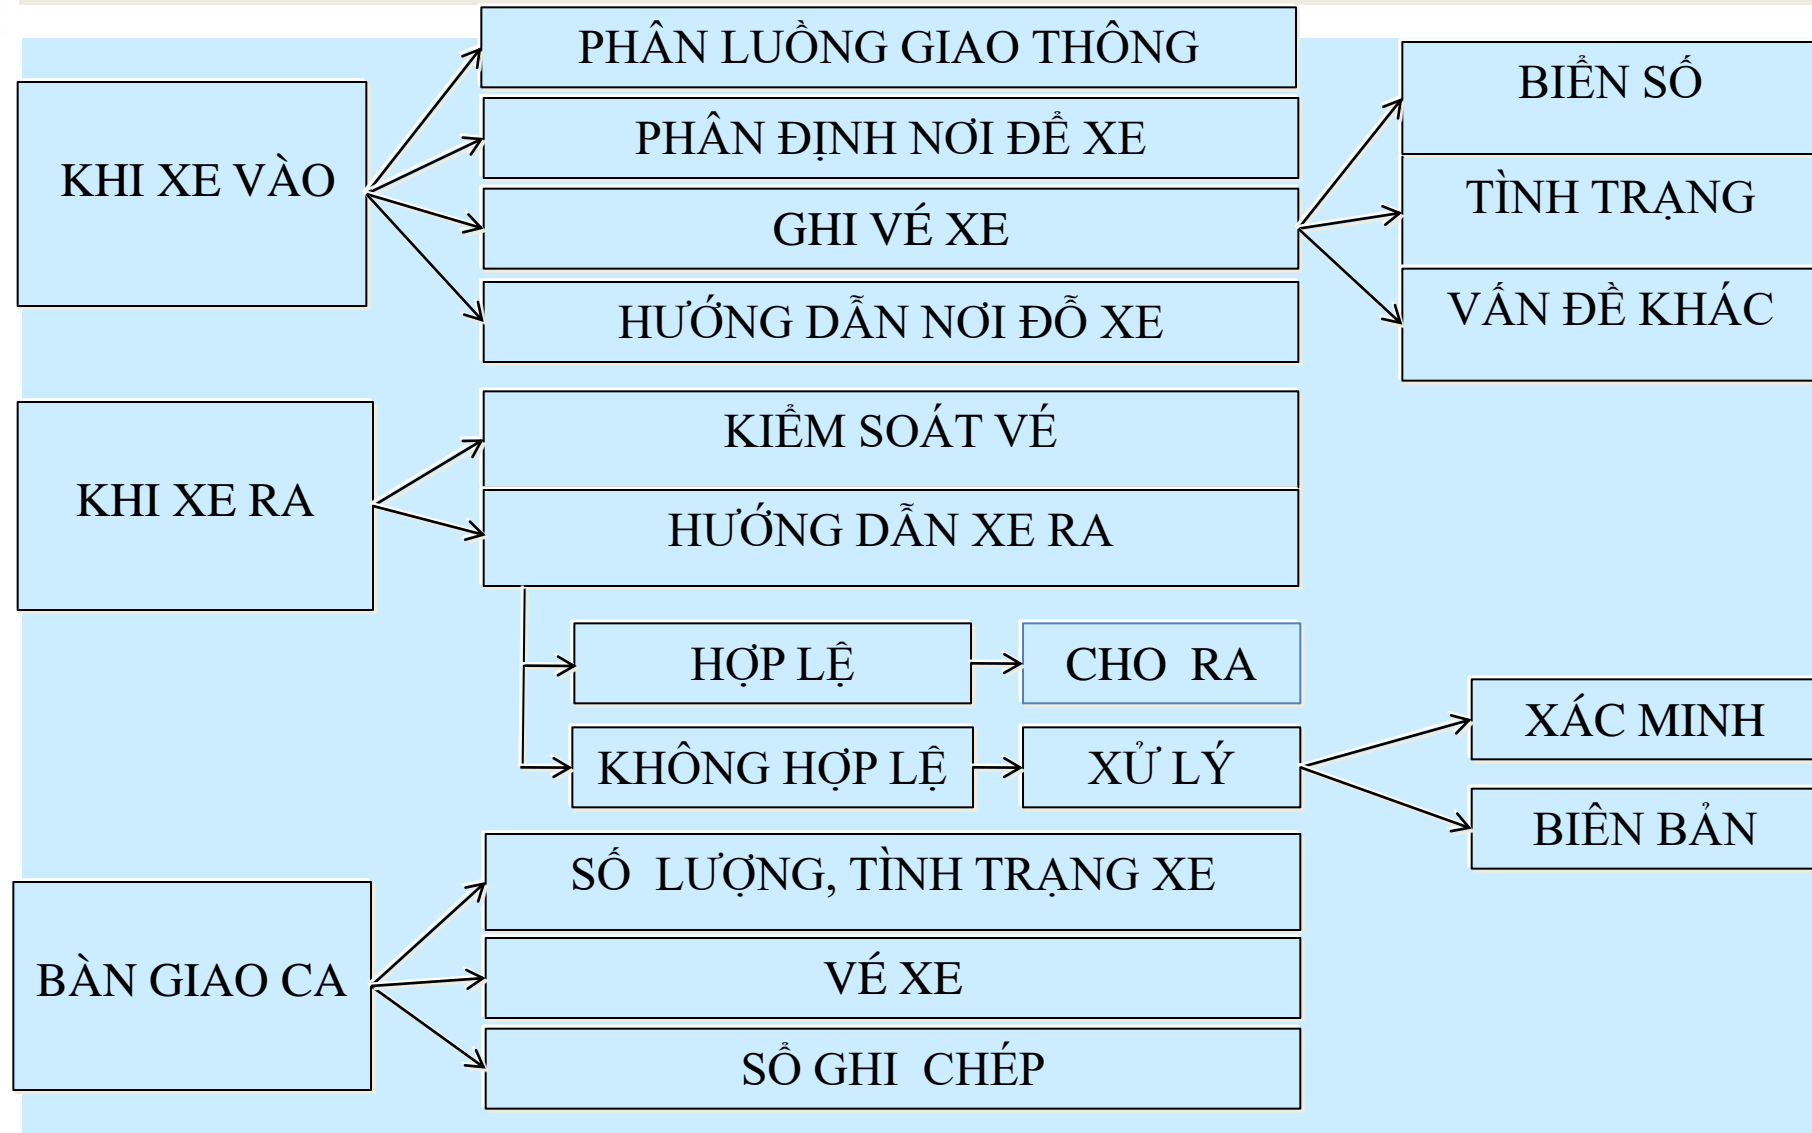 KHI XE VÀO
PHÂN LUỒNG GIAO THÔNG
PHÂN ĐỊNH NƠI ĐỂ XE
GHI VÉ XE
HƯỚNG DẪN NƠI ĐỖ XE
BIỂN SỐ
TÌNH TRẠNG
VẤN ĐỀ KHÁC
KHI XE RA
KIỂM SOÁT VÉ
HƯỚNG DẪN XE RA
HỢP LỆ
CHO RA
KHÔNG HỢP LỆ
XỬ LÝ
XÁC MINH
BIÊN BẢN
BÀN GIAO CA
SỐ LƯỢNG, TÌNH TRẠNG XE
VÉ XE
SỔ GHI CHÉP